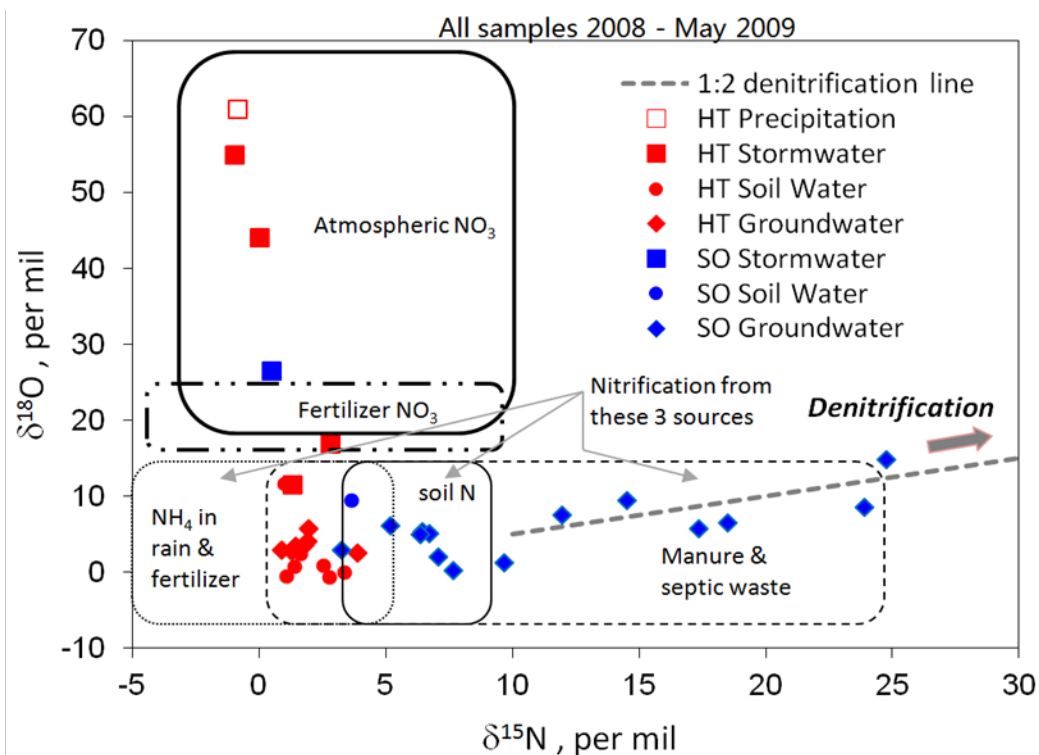 All samples 2008 - May 2009
70
60
50
40
30
20
10
0
-10
δ¹⁸O , per mil
1:2 denitrification line
HT Precipitation
HT Stormwater
HT Soil Water
HT Groundwater
SO Stormwater
SO Soil Water
SO Groundwater
Atmospheric NO₃
Fertilizer NO₃
Nitrification from
these 3 sources
Denitrification
NH₄ in
rain &
fertilizer
soil N
Manure &
septic waste
-5 0 5 10 15 20 25 30
δ¹⁵N , per mil